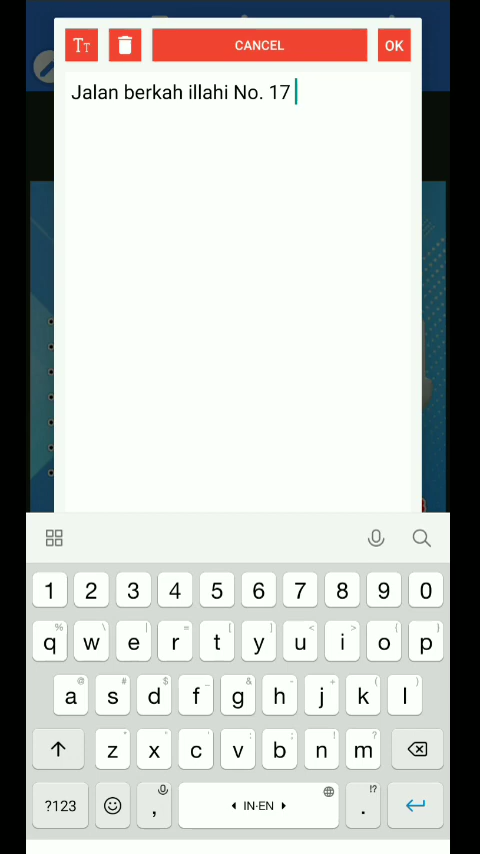 TT CANCEL OK
Jalan berkah illahi No. 17
1 2 3 4 5 6 7 8 9 0
% \ | = [ ] < > { }
q w e r t y u i o p
@ # $ _ & - + ( )
a s d f g h j k l
* " ' : ; ! ?
z x c v b n m
?123 , IN·EN . !?